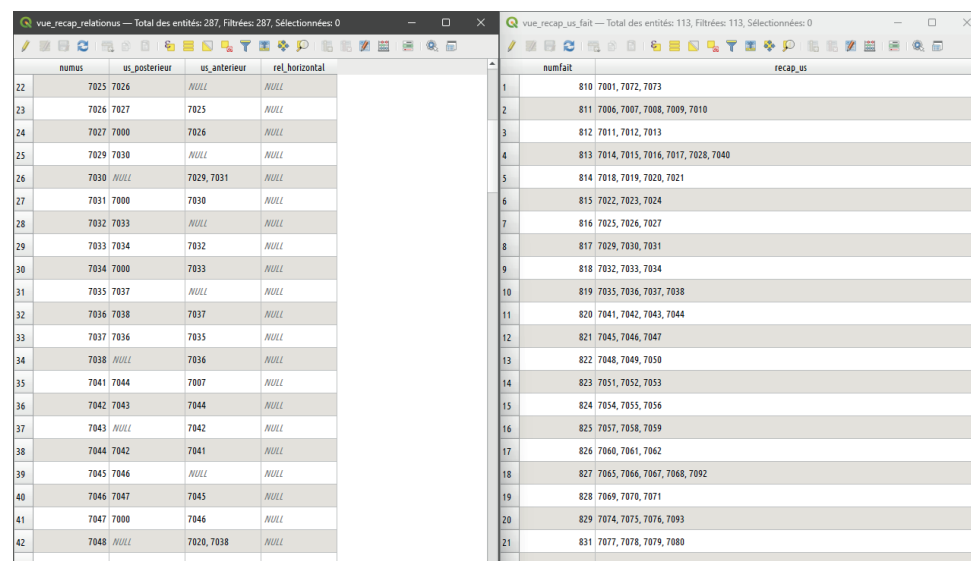 vue_recap_relationus — Total des entités: 287, Filtrées: 287, Sélectionnées: 0
numus us_posterieur us_anterieur rel_horizontal
22 7025 7026 NULL NULL
23 7026 7027 7025 NULL
24 7027 7000 7026 NULL
25 7029 7030 NULL NULL
26 7030 NULL 7029, 7031 NULL
27 7031 7000 7030 NULL
28 7032 7033 NULL NULL
29 7033 7034 7032 NULL
30 7034 7000 7033 NULL
31 7035 7037 NULL NULL
32 7036 7038 7037 NULL
33 7037 7036 7035 NULL
34 7038 NULL 7036 NULL
35 7041 7044 7007 NULL
36 7042 7043 7044 NULL
37 7043 NULL 7042 NULL
38 7044 7042 7041 NULL
39 7045 7046 NULL NULL
40 7046 7047 7045 NULL
41 7047 7000 7046 NULL
42 7048 NULL 7020, 7038 NULL
vue_recap_us_fait — Total des entités: 113, Filtrées: 113, Sélectionnées: 0
numfait recap_us
1 810 7001, 7072, 7073
2 811 7006, 7007, 7008, 7009, 7010
3 812 7011, 7012, 7013
4 813 7014, 7015, 7016, 7017, 7028, 7040
5 814 7018, 7019, 7020, 7021
6 815 7022, 7023, 7024
7 816 7025, 7026, 7027
8 817 7029, 7030, 7031
9 818 7032, 7033, 7034
10 819 7035, 7036, 7037, 7038
11 820 7041, 7042, 7043, 7044
12 821 7045, 7046, 7047
13 822 7048, 7049, 7050
14 823 7051, 7052, 7053
15 824 7054, 7055, 7056
16 825 7057, 7058, 7059
17 826 7060, 7061, 7062
18 827 7065, 7066, 7067, 7068, 7092
19 828 7069, 7070, 7071
20 829 7074, 7075, 7076, 7093
21 831 7077, 7078, 7079, 7080